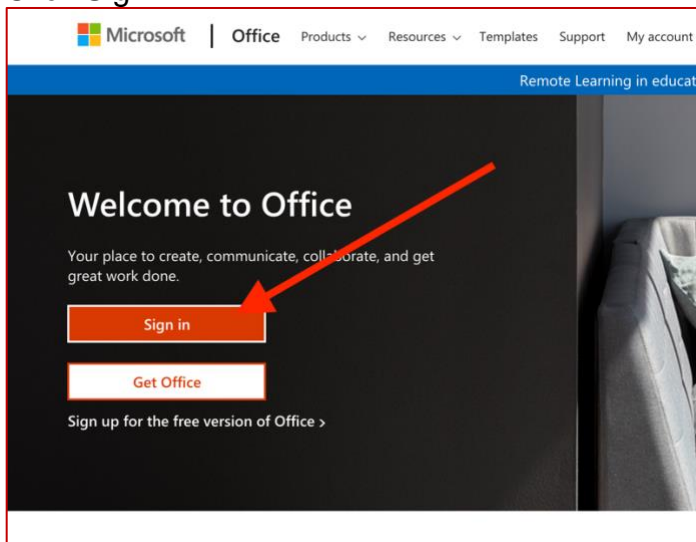 Microsoft | Office Products Resources Templates Support My account
Remote Learning in educat
Welcome to Office
Your place to create, communicate, collaborate, and get
great work done.
Sign in
Get Office
Sign up for the free version of Office >